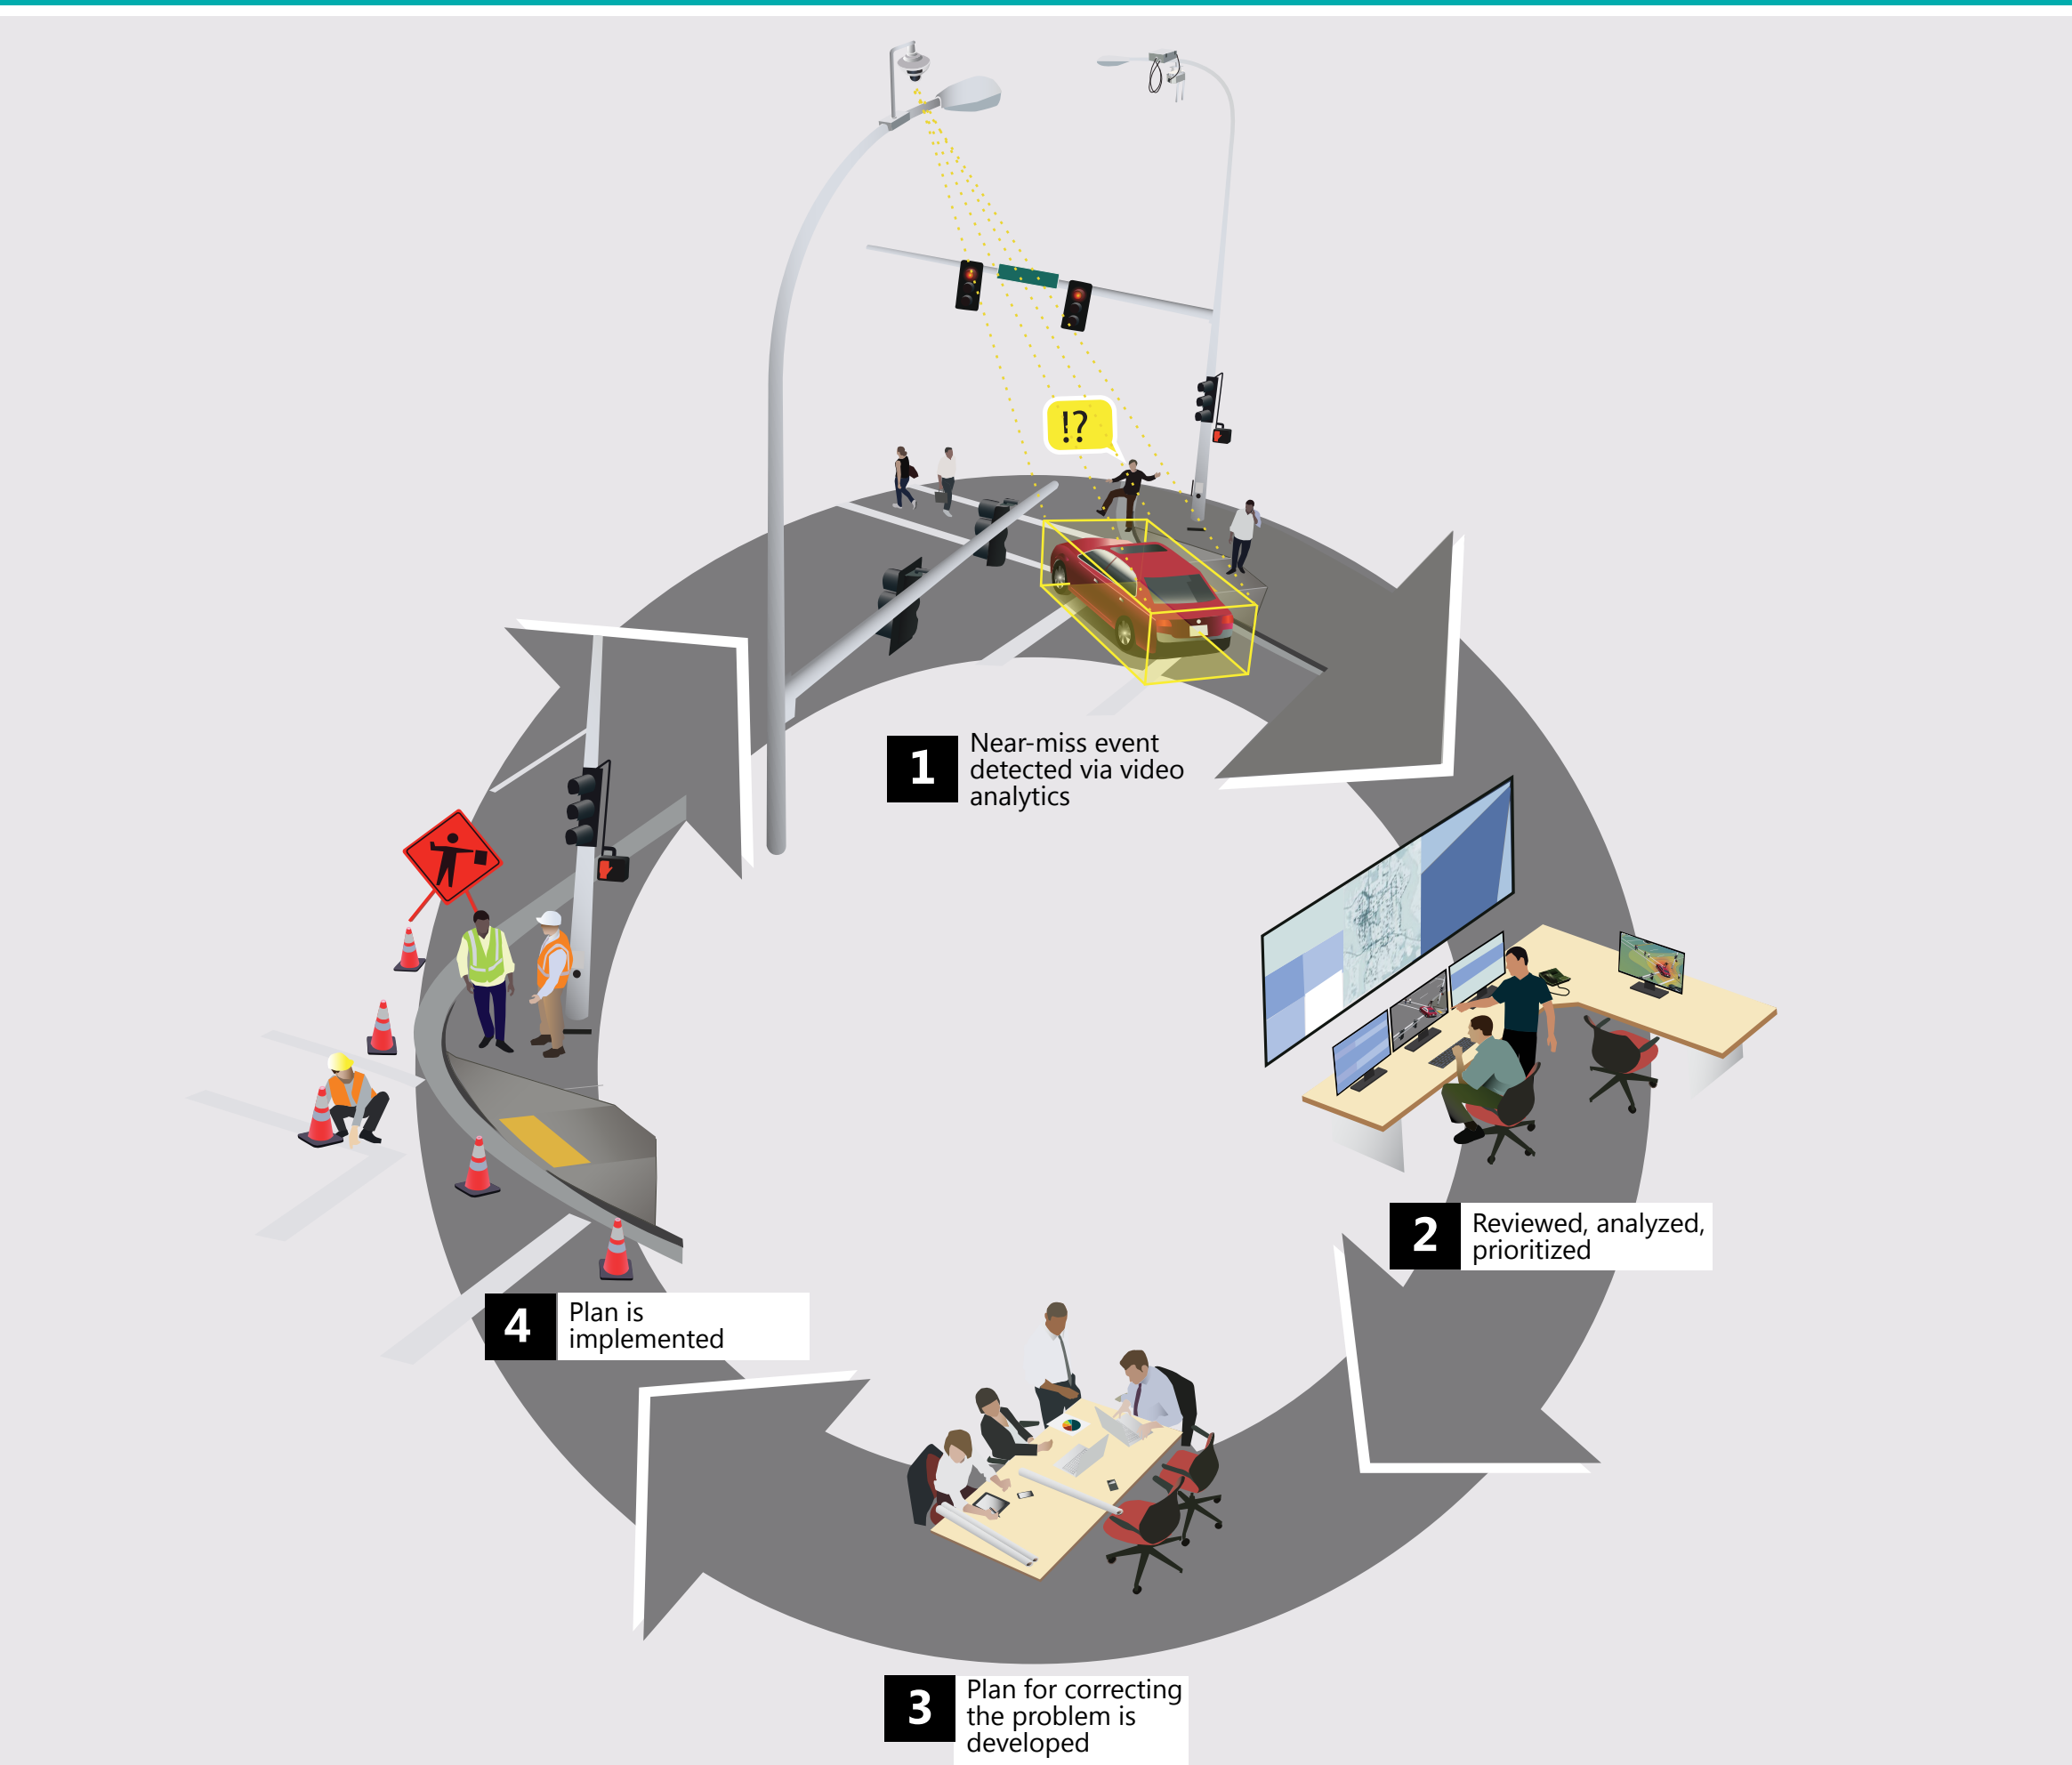 !?
1
Near-miss event
detected via video
analytics
2
Reviewed, analyzed,
prioritized
3
Plan for correcting
the problem is
developed
4
Plan is
implemented